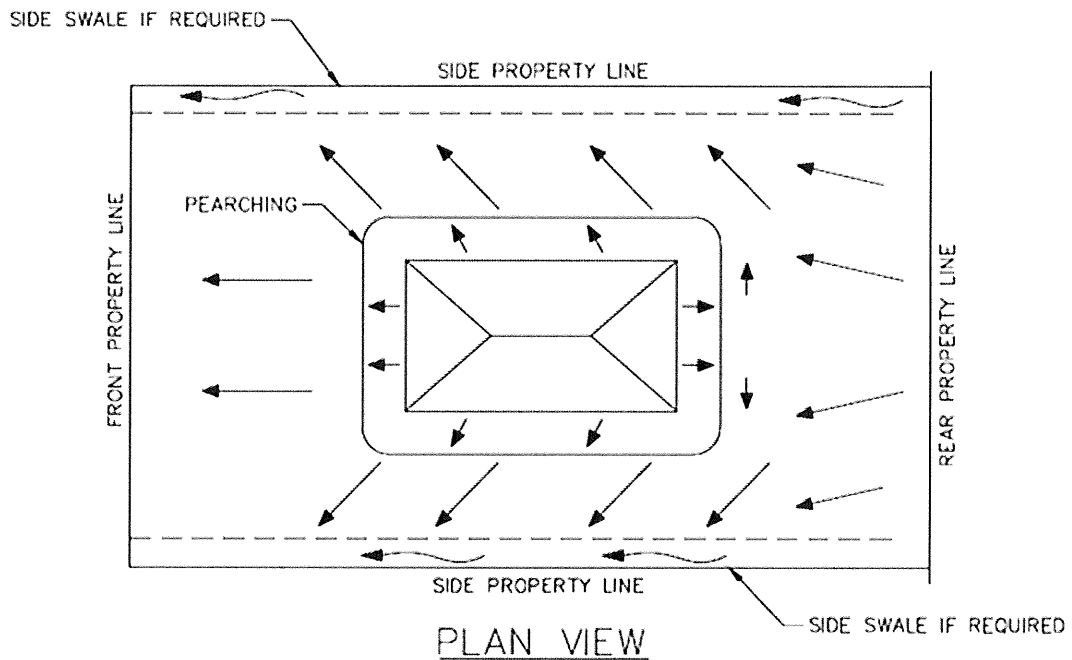 SIDE SWALE IF REQUIRED
SIDE PROPERTY LINE
PEARCHING
FRONT PROPERTY LINE
REAR PROPERTY LINE
SIDE PROPERTY LINE
SIDE SWALE IF REQUIRED
PLAN VIEW